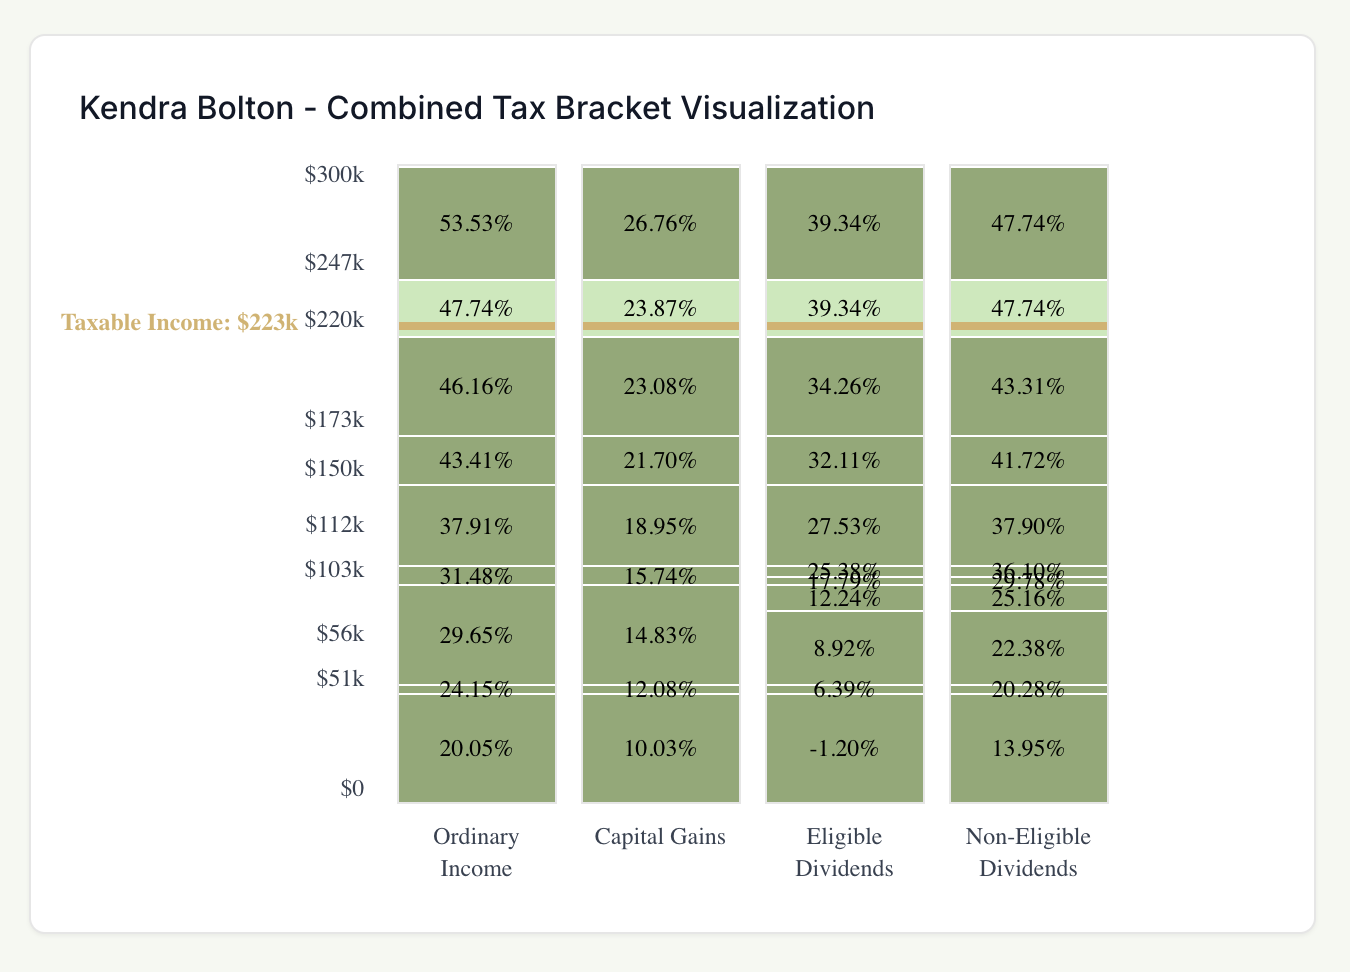 Kendra Bolton - Combined Tax Bracket Visualization
$300k
53.53% 26.76% 39.34% 47.74%
$247k
47.74% 23.87% 39.34% 47.74%
Taxable Income: $223k $220k
46.16% 23.08% 34.26% 43.31%
$173k
43.41% 21.70% 32.11% 41.72%
$150k
$112k
37.91% 18.95% 27.53% 37.90%
$103k
25.38% 36.10%
31.48% 15.74% 17.79% 29.78%
12.24% 25.16%
$56k
29.65% 14.83% 8.92% 22.38%
$51k
24.15% 12.08% 6.39% 20.28%
20.05% 10.03% -1.20% 13.95%
$0
Ordinary Income
Capital Gains
Eligible Dividends
Non-Eligible Dividends